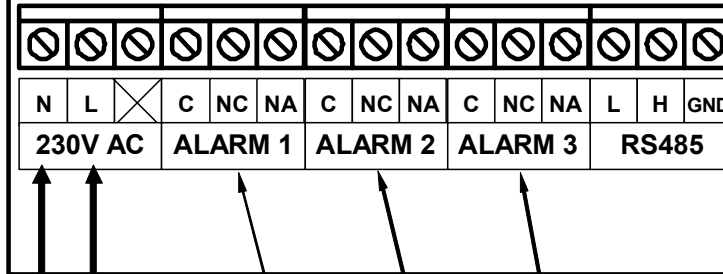 N L C NC NA C NC NA C NC NA L H GND
230V AC ALARM 1 ALARM 2 ALARM 3 RS485